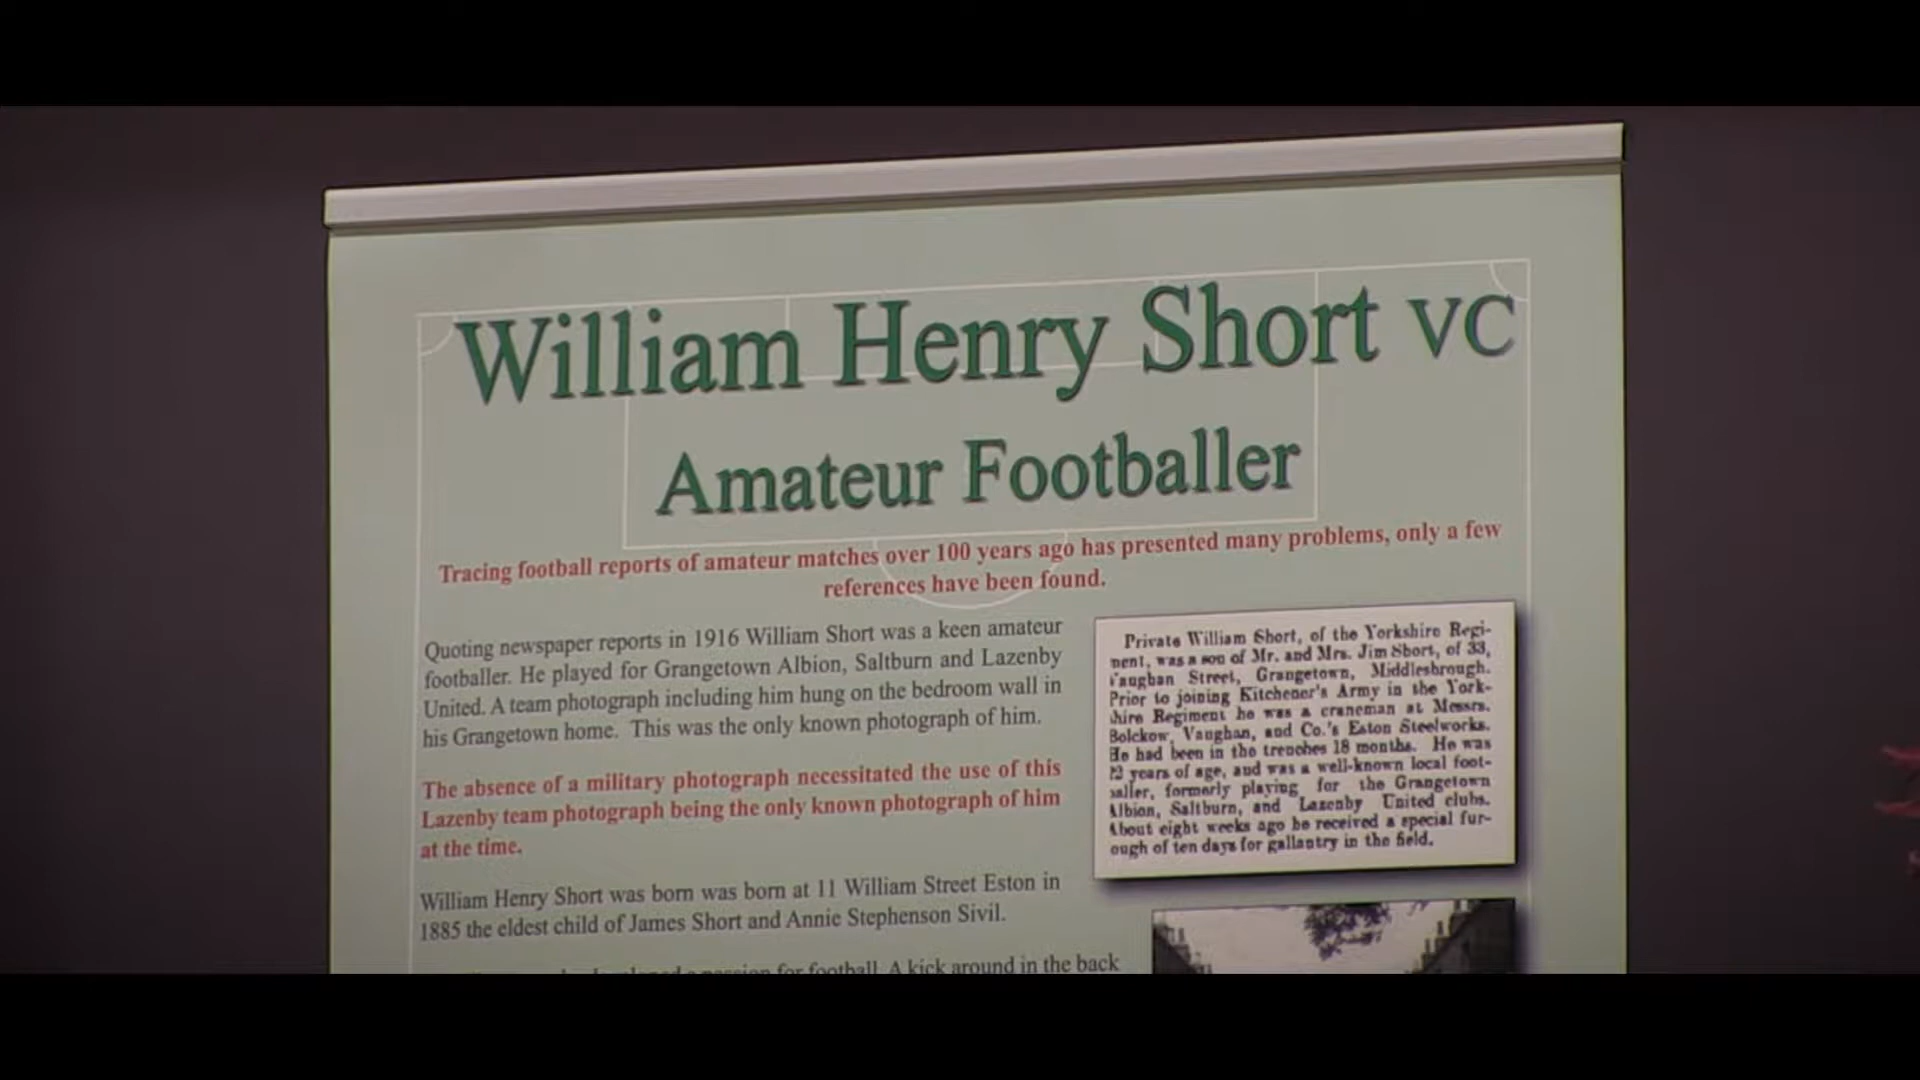 William Henry Short VC
Amateur Footballer
Tracing football reports of amateur matches over 100 years ago has presented many problems, only a few
references have been found.
Quoting newspaper reports in 1916 William Short was a keen amateur
footballer. He played for Grangetown Albion, Saltburn and Lazenby
United. A team photograph including him hung on the bedroom wall in
his Grangetown home. This was the only known photograph of him.
The absence of a military photograph necessitated the use of this
Lazenby team photograph being the only known photograph of him
at the time.
William Henry Short was born was born at 11 William Street Eston in
1885 the eldest child of James Short and Annie Stephenson Sivil.
passion for football. A kick around in the back
Private William Short, of the Yorkshire Regi-
ment, was a son of Mr. and Mrs. Jim Short, of 33,
Vaughan Street, Grangetown, Middlesbrough.
Prior to joining Kitchener's Army in the York-
shire Regiment he was a craneman at Messrs.
Bolckow, Vaughan, and Co.'s Eston Steelworks.
He had been in the trenches 18 months. He was
years of age, and was a well-known local foot-
baller, formerly playing for the Grangetown
Albion, Saltburn, and Lazenby United clubs.
About eight weeks ago he received a special fur-
ough of ten days for gallantry in the field.